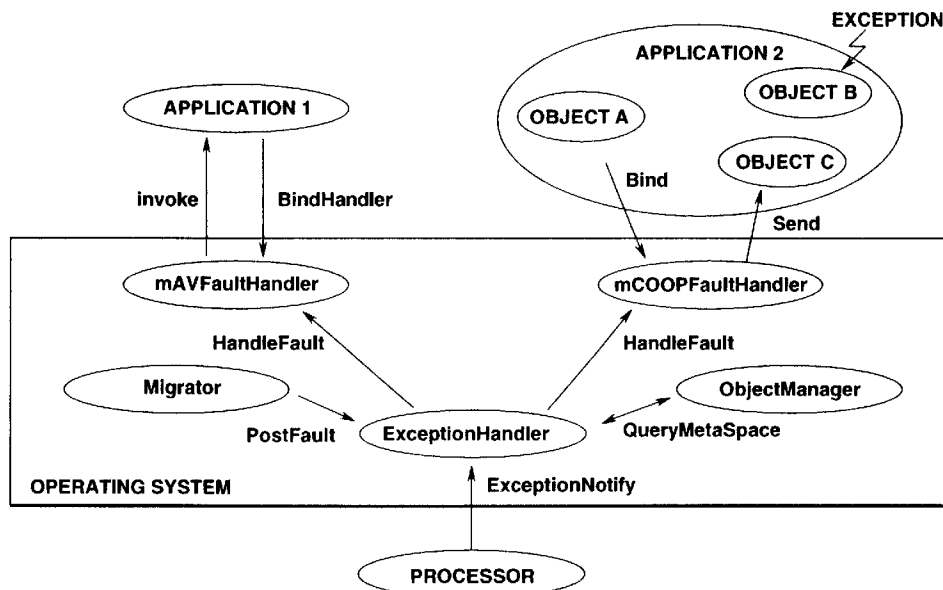 EXCEPTION
APPLICATION 2
OBJECT B
APPLICATION 1
OBJECT A
OBJECT C
Bind
invoke
BindHandler
Send
mAVFaultHandler
mCOOPFaultHandler
HandleFault
HandleFault
Migrator
ObjectManager
PostFault
ExceptionHandler
QueryMetaSpace
OPERATING SYSTEM
ExceptionNotify
PROCESSOR